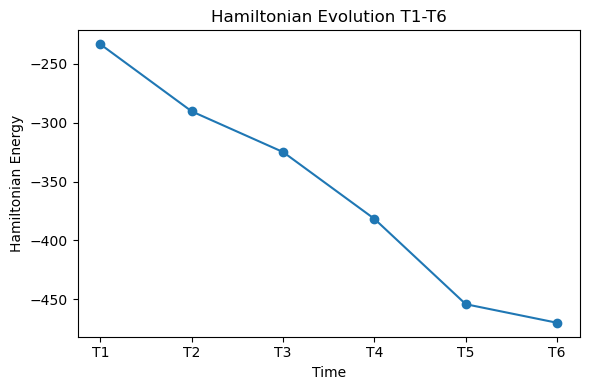 Hamiltonian Evolution T1-T6
Hamiltonian Energy
−250
−300
−350
−400
−450
T1 T2 T3 T4 T5 T6
Time